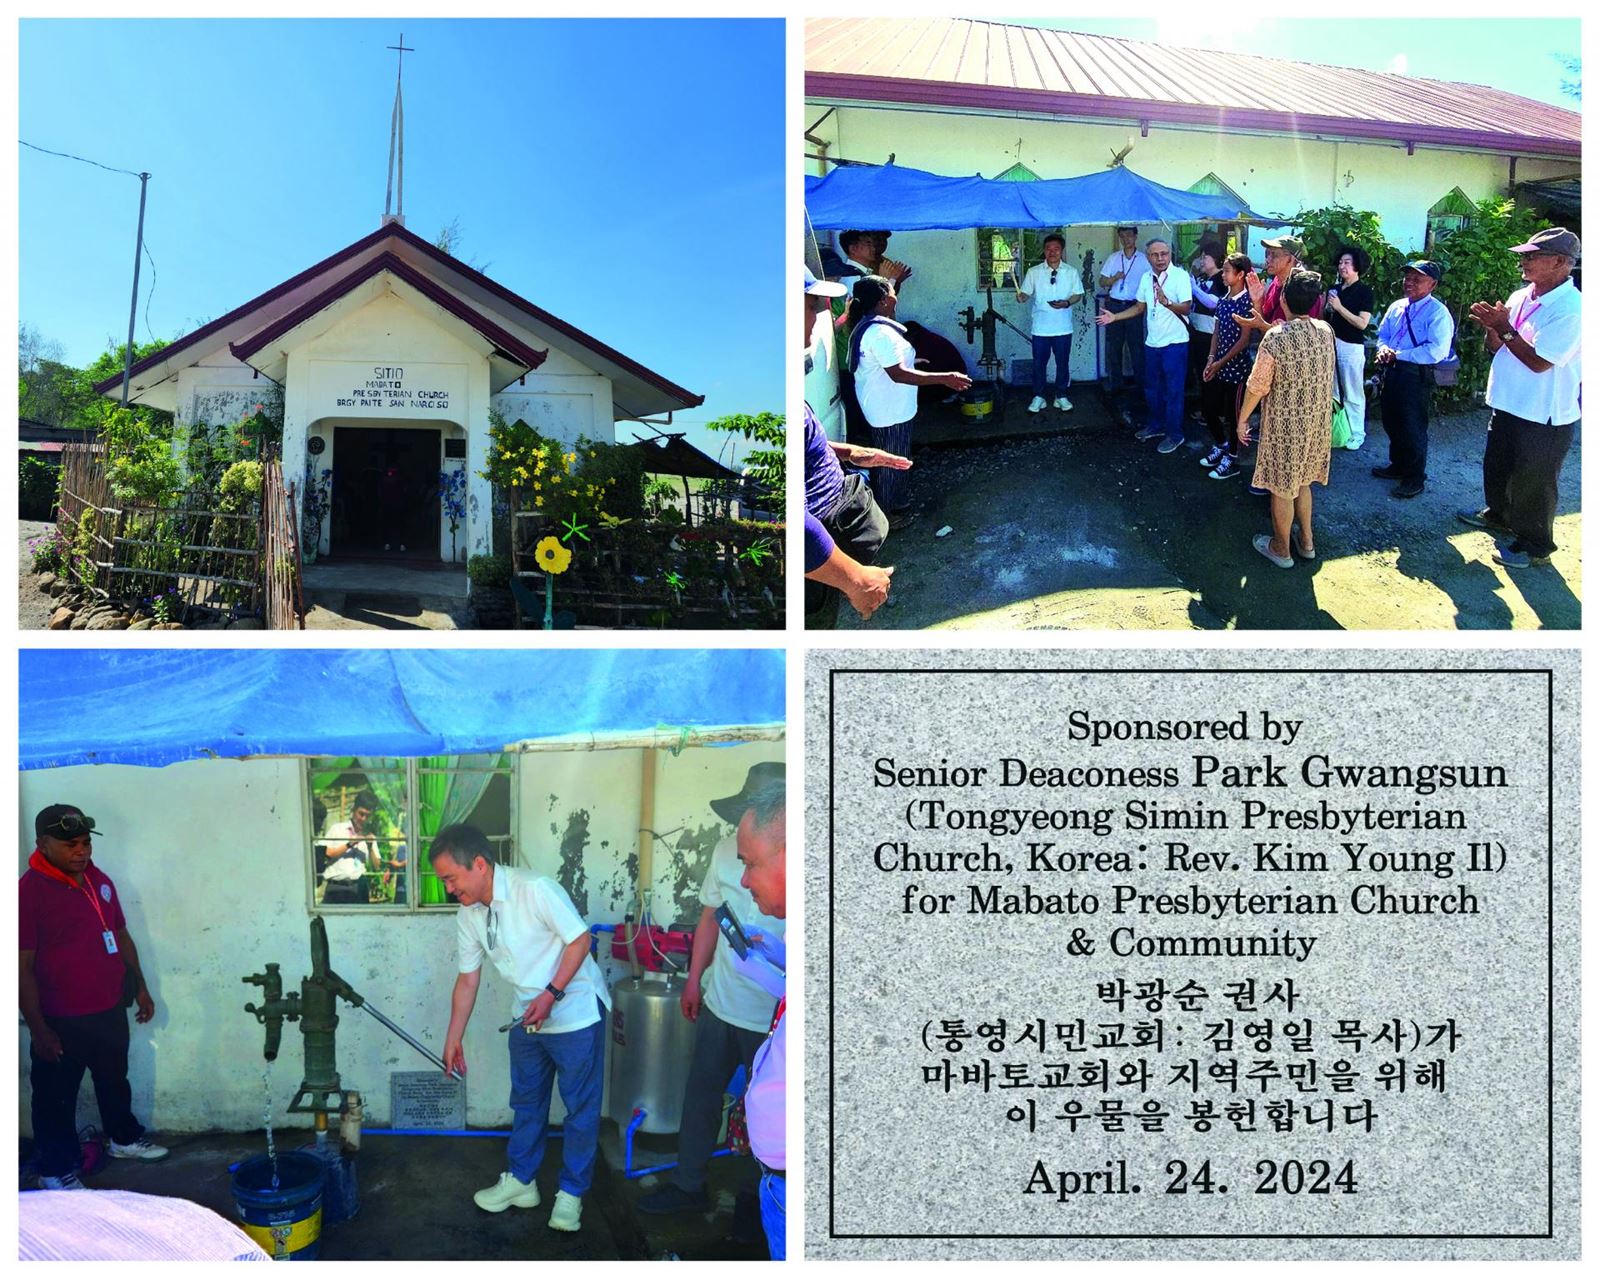 SITIO
MABATO
PRESBYTERIAN CHURCH
BRGY PAITE SAN NARCISO
Sponsored by
Senior Deaconess Park Gwangsun
(Tongyeong Simin Presbyterian
Church, Korea: Rev. Kim Young Il)
for Mabato Presbyterian Church
& Community
박광순 권사
(통영시민교회: 김영일 목사)가
마바토교회와 지역주민을 위해
이 우물을 봉헌합니다
April. 24. 2024